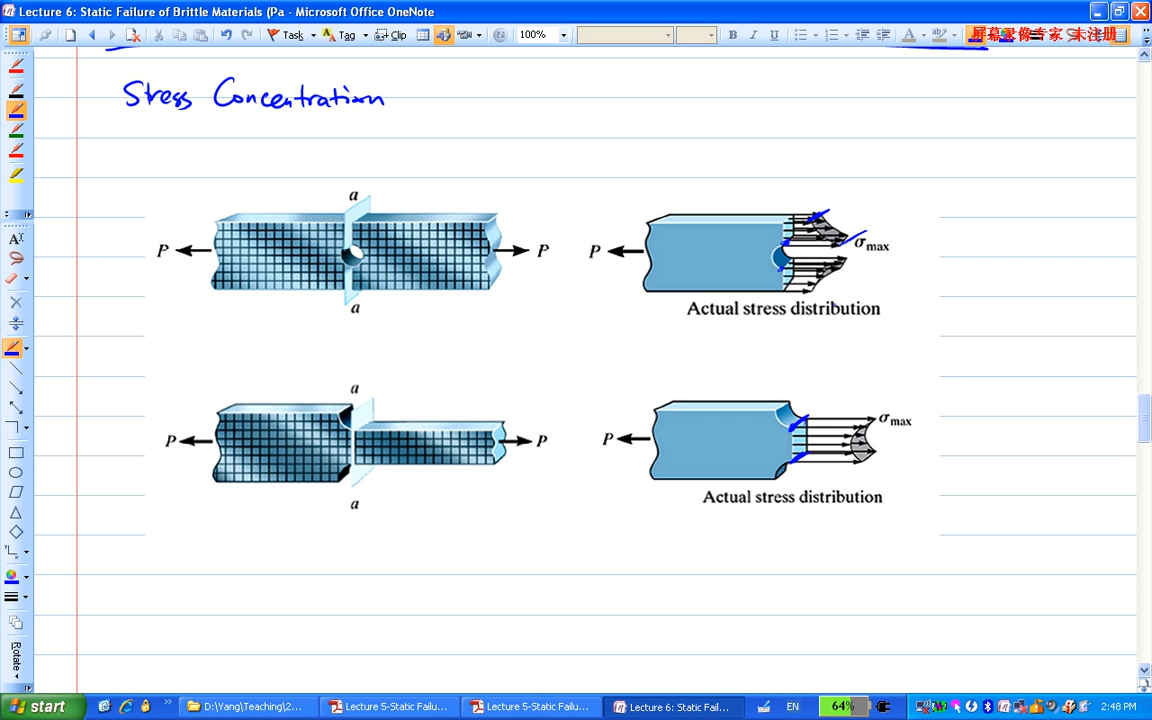 Lecture 6: Static Failure of Brittle Materials (Pa - Microsoft Office OneNote
Task Tag Clip 100% B I U
屏幕录像专家 未注册
Stress Concentration
a
P P
a
P
σmax
Actual stress distribution
a
P P
a
P
σmax
Actual stress distribution
Rotate
start D:\Yang\Teaching\2... Lecture 5-Static Failu... Lecture 5-Static Failu... Lecture 6: Static Fail... EN 64% 2:48 PM